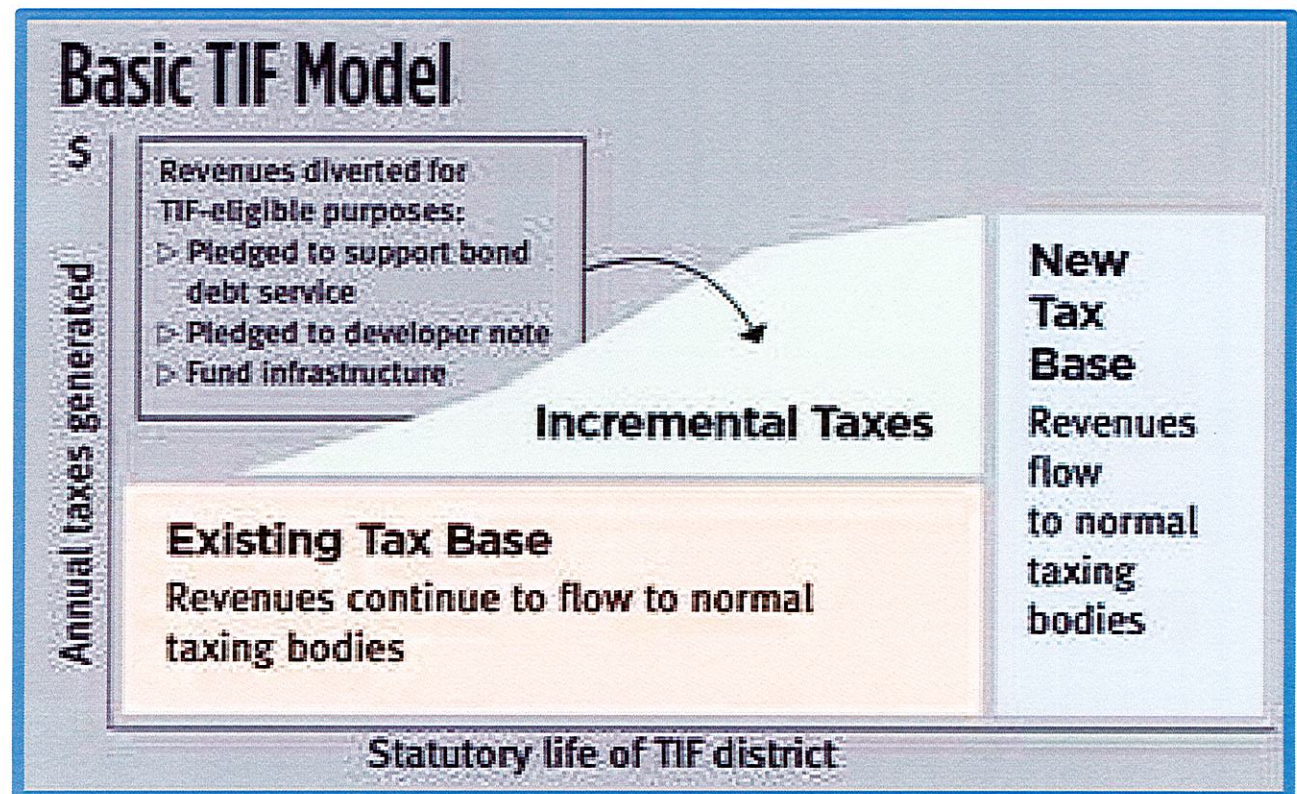 Basic TIF Model
$
Annual taxes generated
Revenues diverted for
TIF-eligible purposes:
▷ Pledged to support bond
debt service
▷ Pledged to developer note
▷ Fund infrastructure
Incremental Taxes
Existing Tax Base
Revenues continue to flow to normal
taxing bodies
New
Tax
Base
Revenues
flow
to normal
taxing
bodies
Statutory life of TIF district